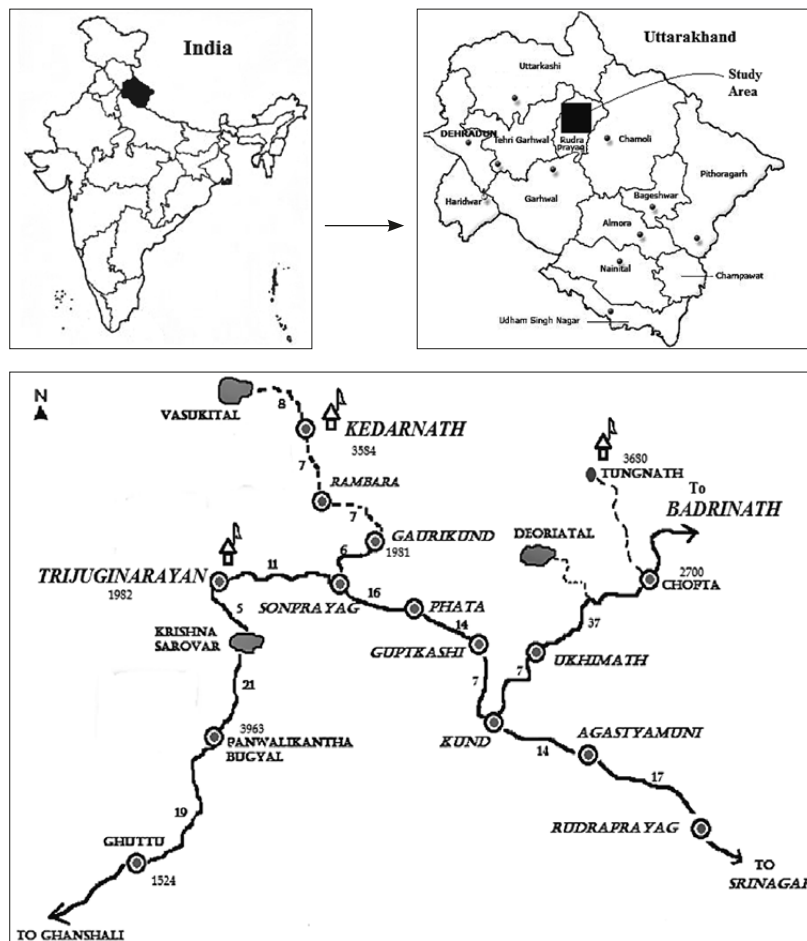 India
Uttarakhand
Study
Area
Uttarkashi
DEHRADUN
Tehri Garhwal
Rudra
Prayag
Chamoli
Pithoragarh
Haridwar
Garhwal
Bageshwar
Almora
Nainital
Champawat
Udham Singh Nagar
N
VASUKITAL
8
KEDARNATH
3584
7
RAMBARA
7
GAURIKUND
1981
6
3680
TUNGNATH
To
BADRINATH
DEORIATAL
2700
CHOPTA
37
TRIJUGINARAYAN
1982
11
SONPRAYAG
16
PHATA
14
GUPTKASHI
7
7
UKHIMATH
5
KRISHNA
SAROVAR
21
3963
PANWALIKANTHA
BUGYAL
KUND
14
AGASTYAMUNI
17
RUDRAPRAYAG
19
GHUTTU
1524
TO GHANSHALI
TO
SRINAGAR